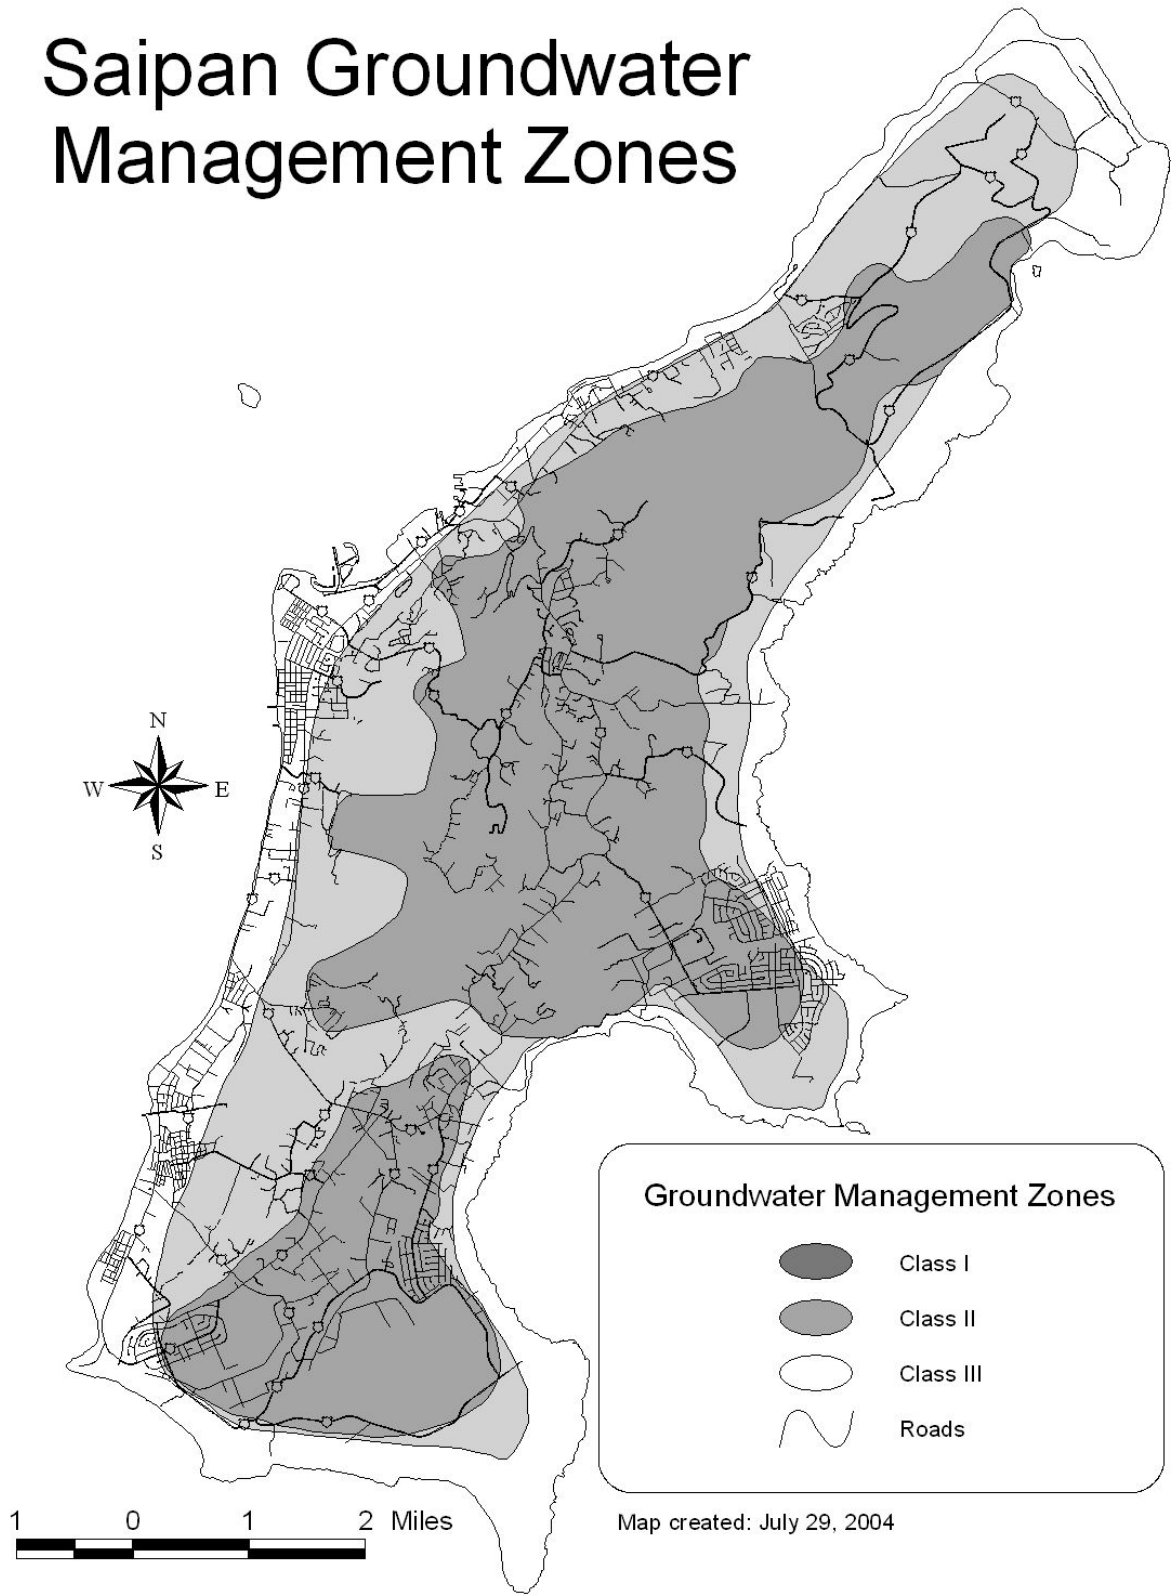 Saipan Groundwater
Management Zones
N
W E
S
Groundwater Management Zones
Class I
Class II
Class III
Roads
1 0 1 2 Miles
Map created: July 29, 2004